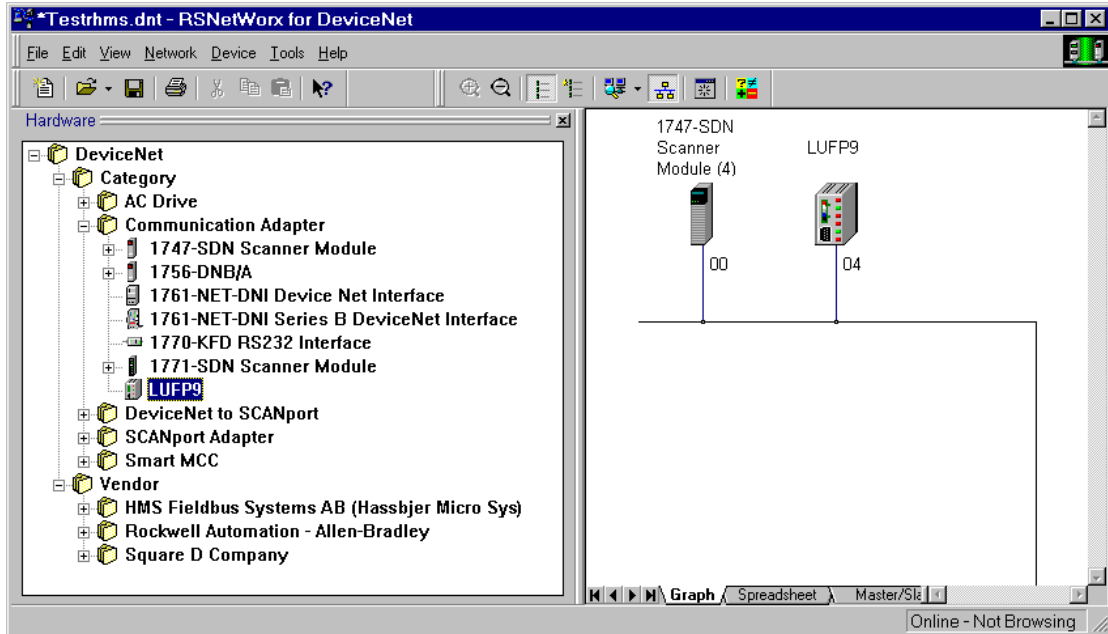 *Testrhms.dnt - RSNetWorx for DeviceNet
File Edit View Network Device Tools Help
Hardware
DeviceNet
Category
AC Drive
Communication Adapter
1747-SDN Scanner Module
1756-DNB/A
1761-NET-DNI Device Net Interface
1761-NET-DNI Series B DeviceNet Interface
1770-KFD RS232 Interface
1771-SDN Scanner Module
LUFP9
DeviceNet to SCANport
SCANport Adapter
Smart MCC
Vendor
HMS Fieldbus Systems AB (Hassbjer Micro Sys)
Rockwell Automation - Allen-Bradley
Square D Company
1747-SDN
Scanner
Module (4)
LUFP9
00
04
Graph Spreadsheet Master/Sla
Online - Not Browsing